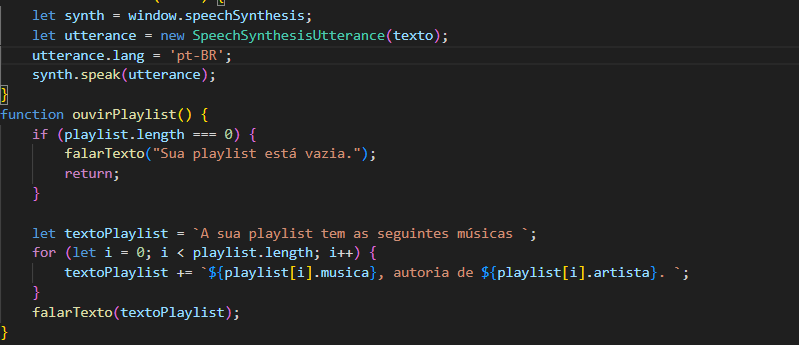 let synth = window.speechSynthesis;
let utterance = new SpeechSynthesisUtterance(texto);
utterance.lang = 'pt-BR';
synth.speak(utterance);
}
function ouvirPlaylist() {
if (playlist.length === 0) {
falarTexto("Sua playlist está vazia.");
return;
}
let textoPlaylist = `A sua playlist tem as seguintes músicas `;
for (let i = 0; i < playlist.length; i++) {
textoPlaylist += `${playlist[i].musica}, autoria de ${playlist[i].artista}. `;
}
falarTexto(textoPlaylist);
}